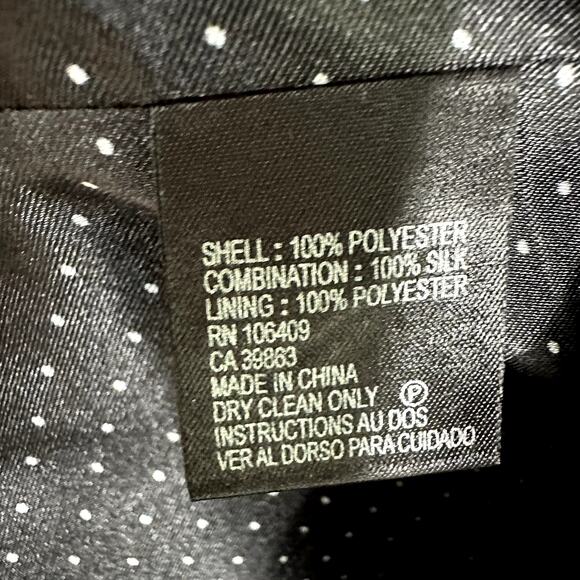 SHELL : 100% POLYESTER
COMBINATION : 100% SILK
LINING : 100% POLYESTER
RN 106409
CA 39863
MADE IN CHINA
DRY CLEAN ONLY Ⓟ
INSTRUCTIONS AU DOS
VER AL DORSO PARA CUIDADO